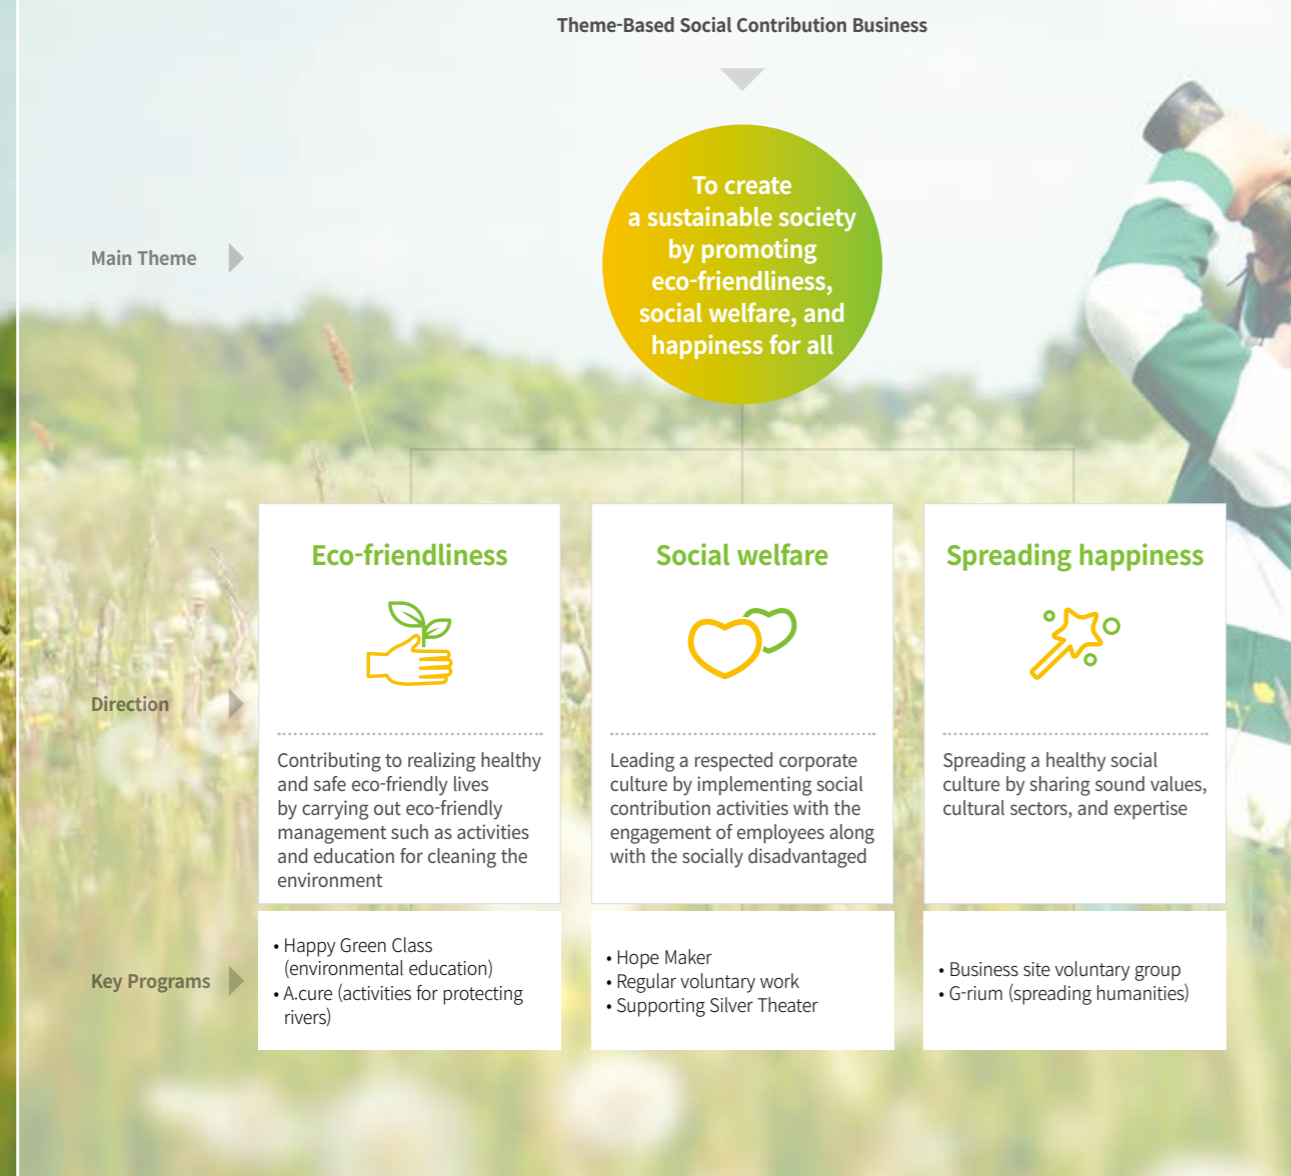 Theme-Based Social Contribution Business
Main Theme
To create
a sustainable society
by promoting
eco-friendliness,
social welfare, and
happiness for all
Direction
Eco-friendliness
Contributing to realizing healthy
and safe eco-friendly lives
by carrying out eco-friendly
management such as activities
and education for cleaning the
environment
Social welfare
Leading a respected corporate
culture by implementing social
contribution activities with the
engagement of employees along
with the socially disadvantaged
Spreading happiness
Spreading a healthy social
culture by sharing sound values,
cultural sectors, and expertise
Key Programs
• Happy Green Class
(environmental education)
• A.cure (activities for protecting
rivers)
• Hope Maker
• Regular voluntary work
• Supporting Silver Theater
• Business site voluntary group
• G-rium (spreading humanities)